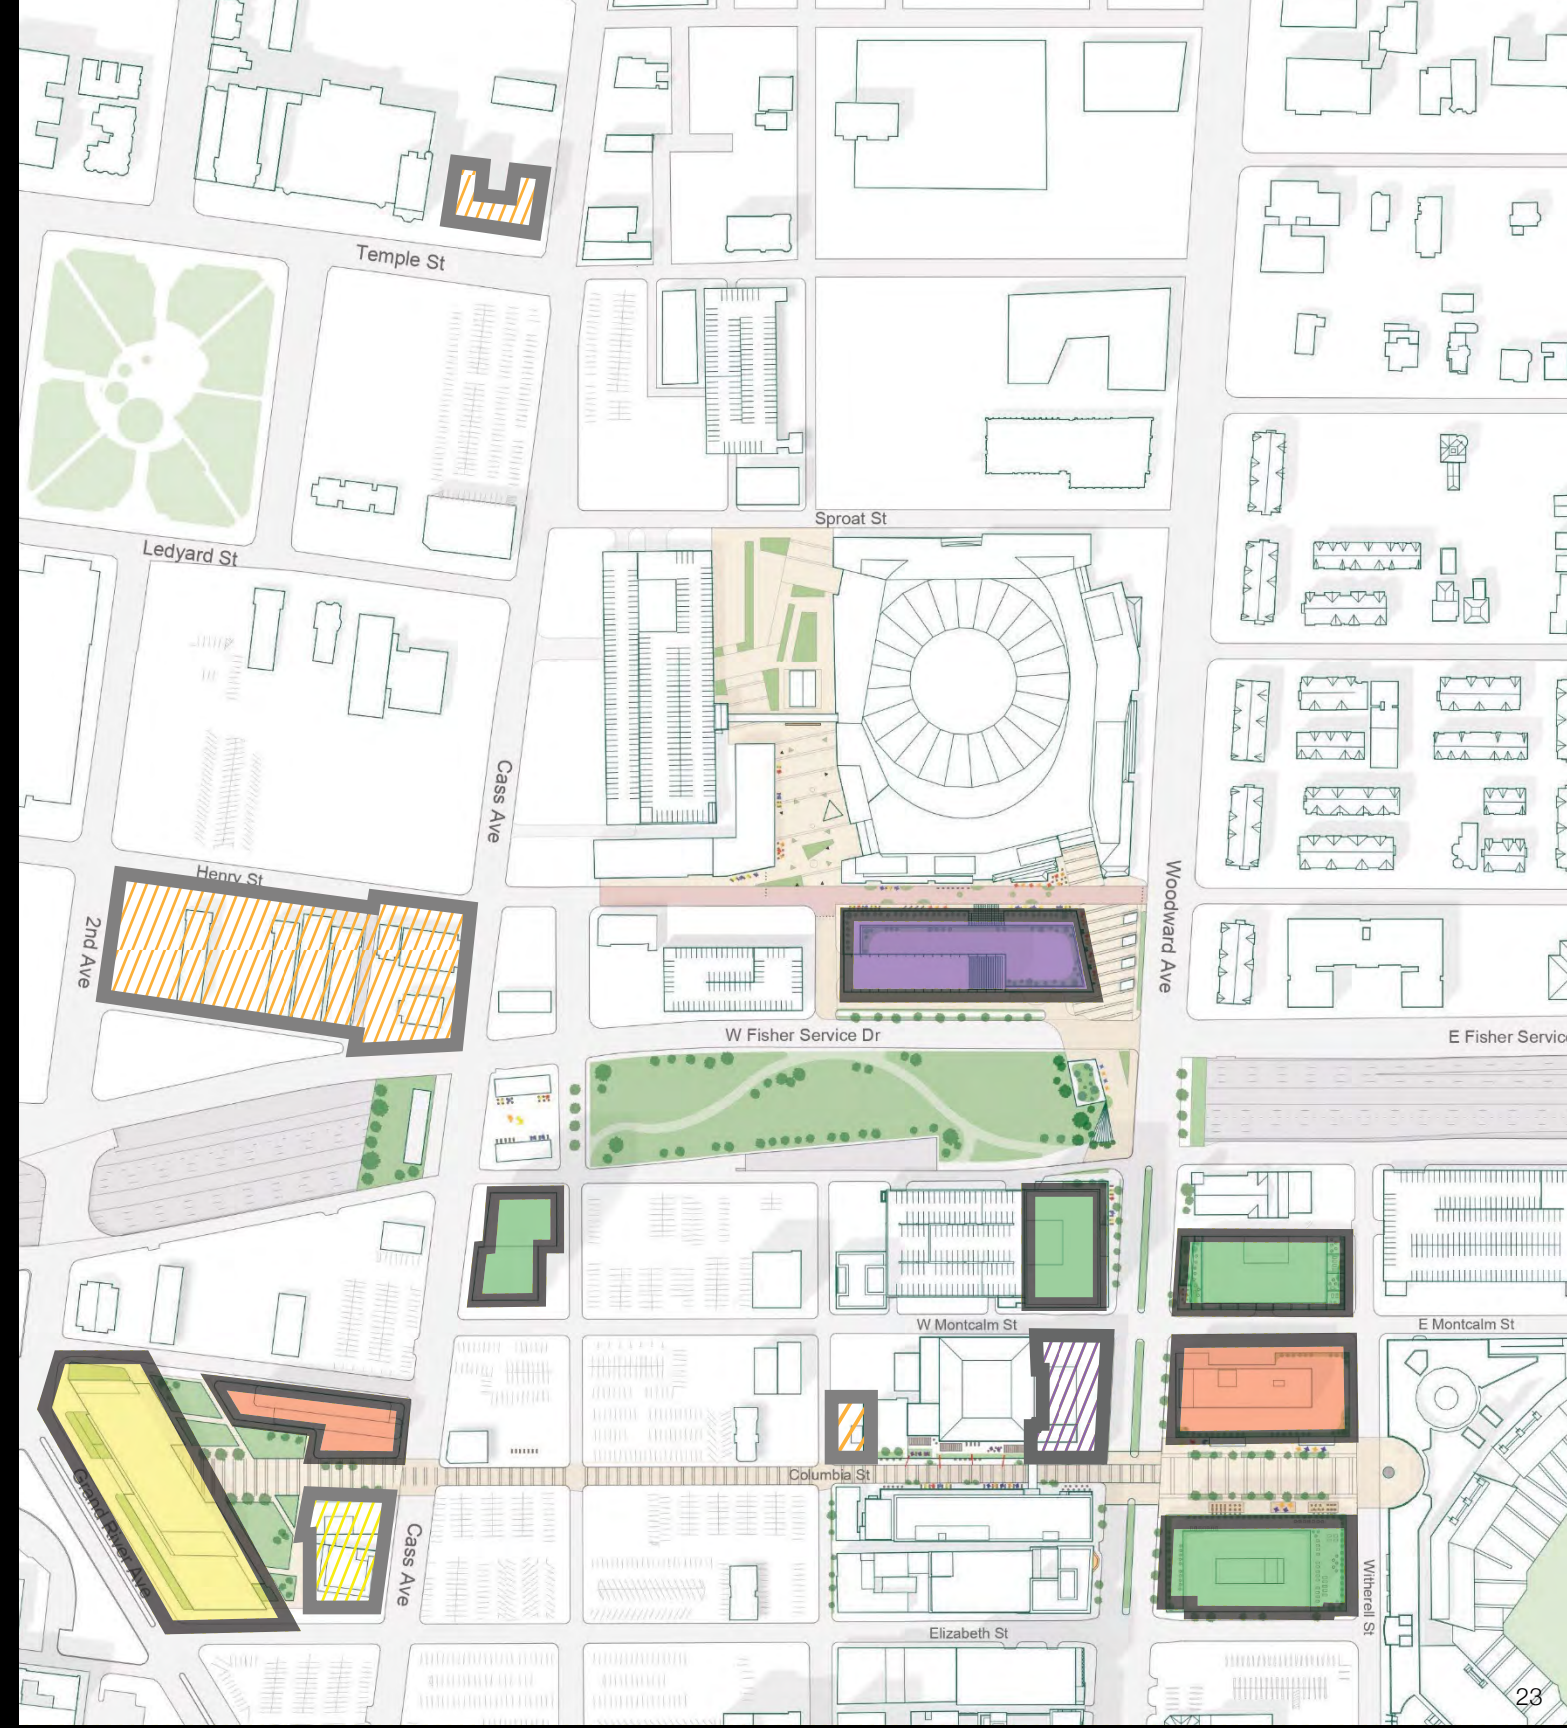 Temple St
Sproat St
Ledyard St
Cass Ave
Henry St
Woodward Ave
2nd Ave
W Fisher Service Dr
E Fisher Servic
W Montcalm St
E Montcalm St
Columbia St
Grand River Ave
Cass Ave
Witherell St
Elizabeth St
23